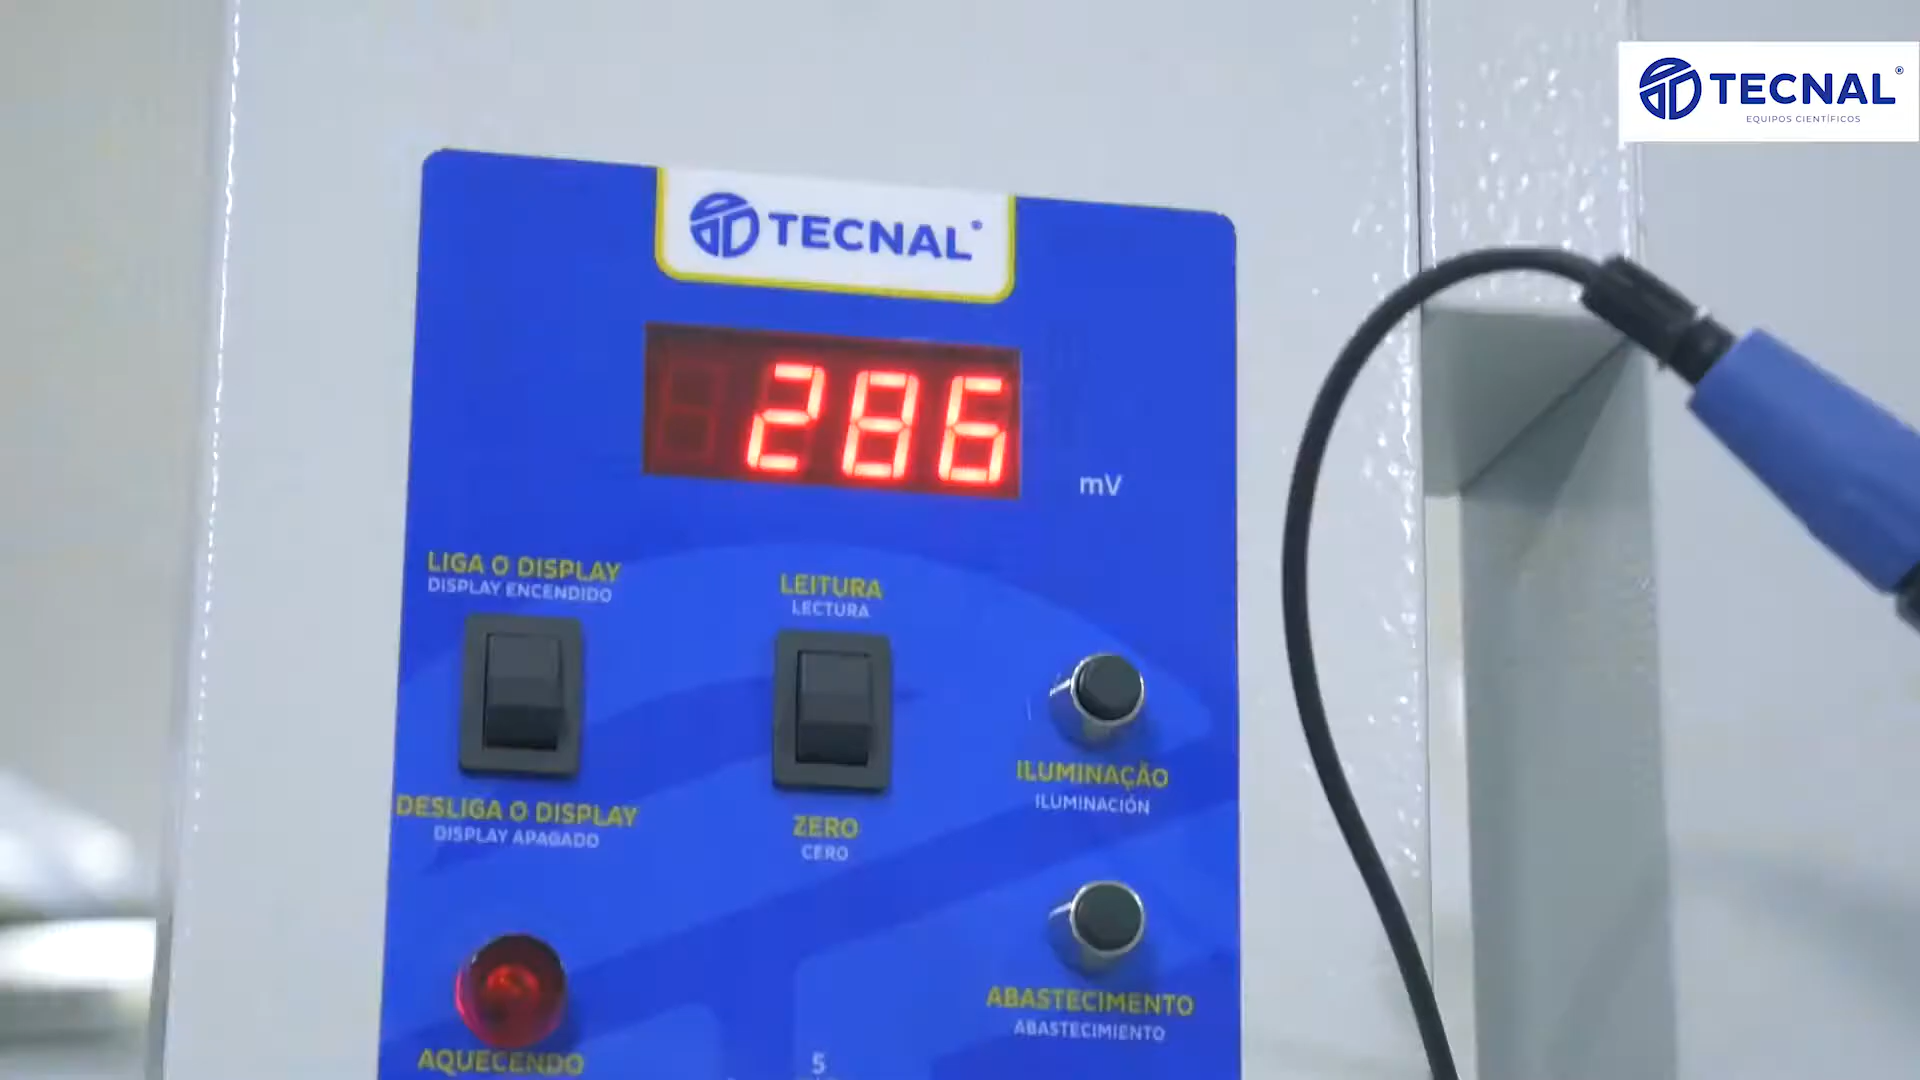 TECNAL®
EQUIPOS CIENTÍFICOS
TECNAL®
286
mV
LIGA O DISPLAY
DISPLAY ENCENDIDO
LEITURA
LECTURA
ILUMINAÇÃO
ILUMINACIÓN
DESLIGA O DISPLAY
DISPLAY APAGADO
ZERO
CERO
ABASTECIMENTO
ABASTECIMIENTO
AQUECENDO
5